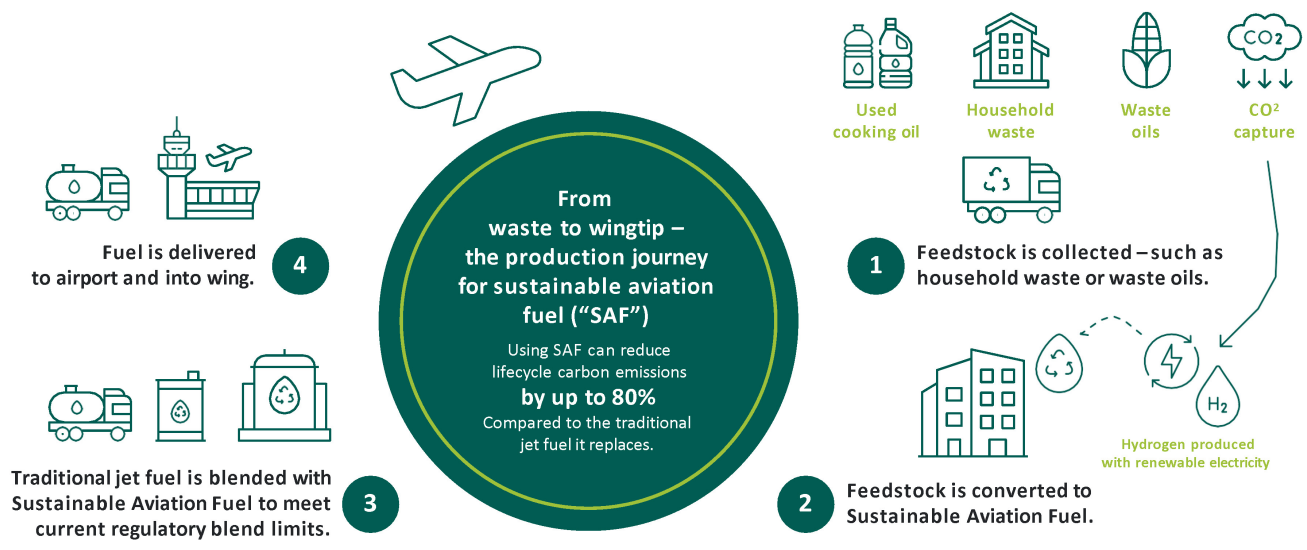 From
waste to wingtip –
the production journey
for sustainable aviation
fuel (“SAF”)
Using SAF can reduce
lifecycle carbon emissions
by up to 80%
Compared to the traditional
jet fuel it replaces.
CO2
Used
cooking oil
Household
waste
Waste
oils
CO²
capture
1
Feedstock is collected – such as
household waste or waste oils.
H2
Hydrogen produced
with renewable electricity
2
Feedstock is converted to
Sustainable Aviation Fuel.
3
Traditional jet fuel is blended with
Sustainable Aviation Fuel to meet
current regulatory blend limits.
4
Fuel is delivered
to airport and into wing.